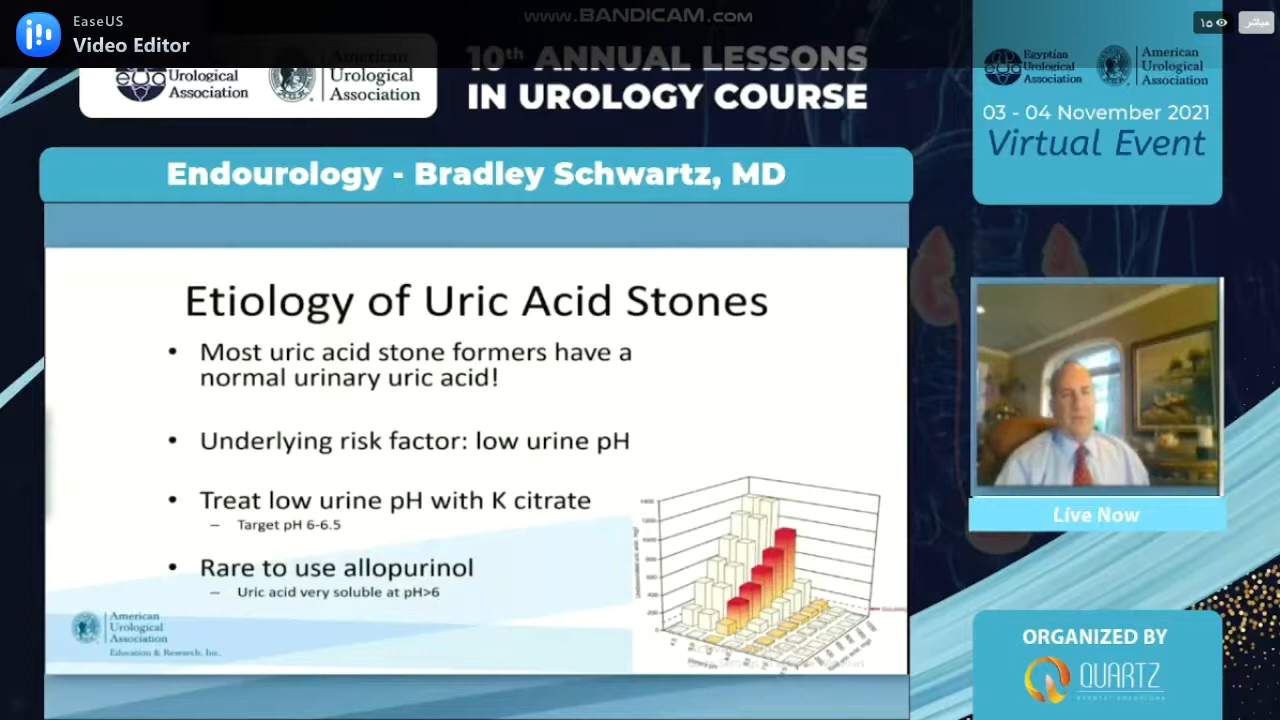 EaseUS
Video Editor
www.BANDICAM.com
10th ANNUAL LESSONS
IN UROLOGY COURSE
eua
Urological
Association
American
Urological
Association
eua
Egyptian
Urological
Association
American
Urological
Association
١٥
مباشر
03 - 04 November 2021
Virtual Event
Endourology - Bradley Schwartz, MD
Etiology of Uric Acid Stones
• Most uric acid stone formers have a
normal urinary uric acid!
• Underlying risk factor: low urine pH
• Treat low urine pH with K citrate
– Target pH 6-6.5
• Rare to use allopurinol
– Uric acid very soluble at pH>6
American
Urological
Association
Education & Research, Inc.
Live Now
ORGANIZED BY
QUARTZ